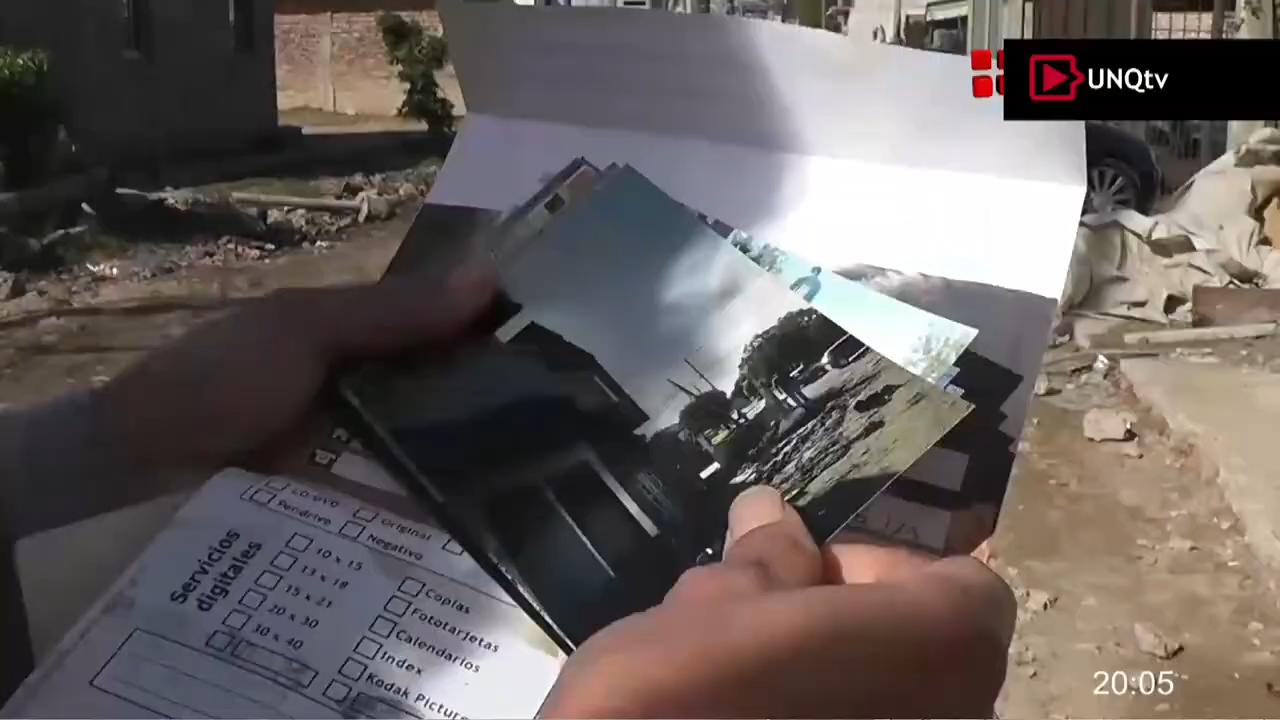 UNQtv
CD/DVD
Original
Pendrive
Negativo
Servicios
digitales
10 x 15
13 x 18
15 x 21
20 x 30
30 x 40
Copias
Fototarjetas
Calendarios
Index
Kodak Picture
20:05